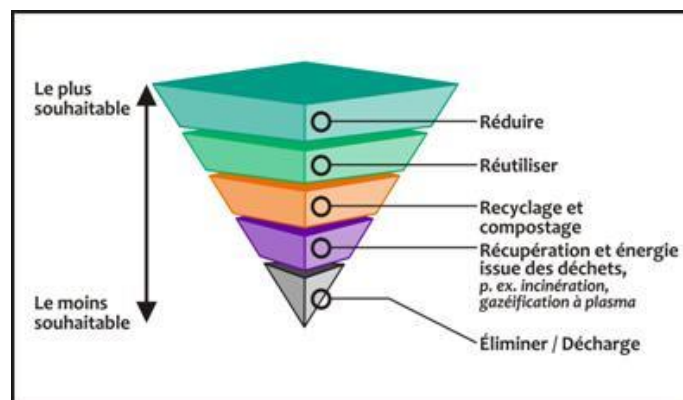 Le plus
souhaitable
Réduire
Réutiliser
Recyclage et
compostage
Récupération et énergie
issue des déchets,
p. ex. incinération,
gazéification à plasma
Le moins
souhaitable
Éliminer / Décharge